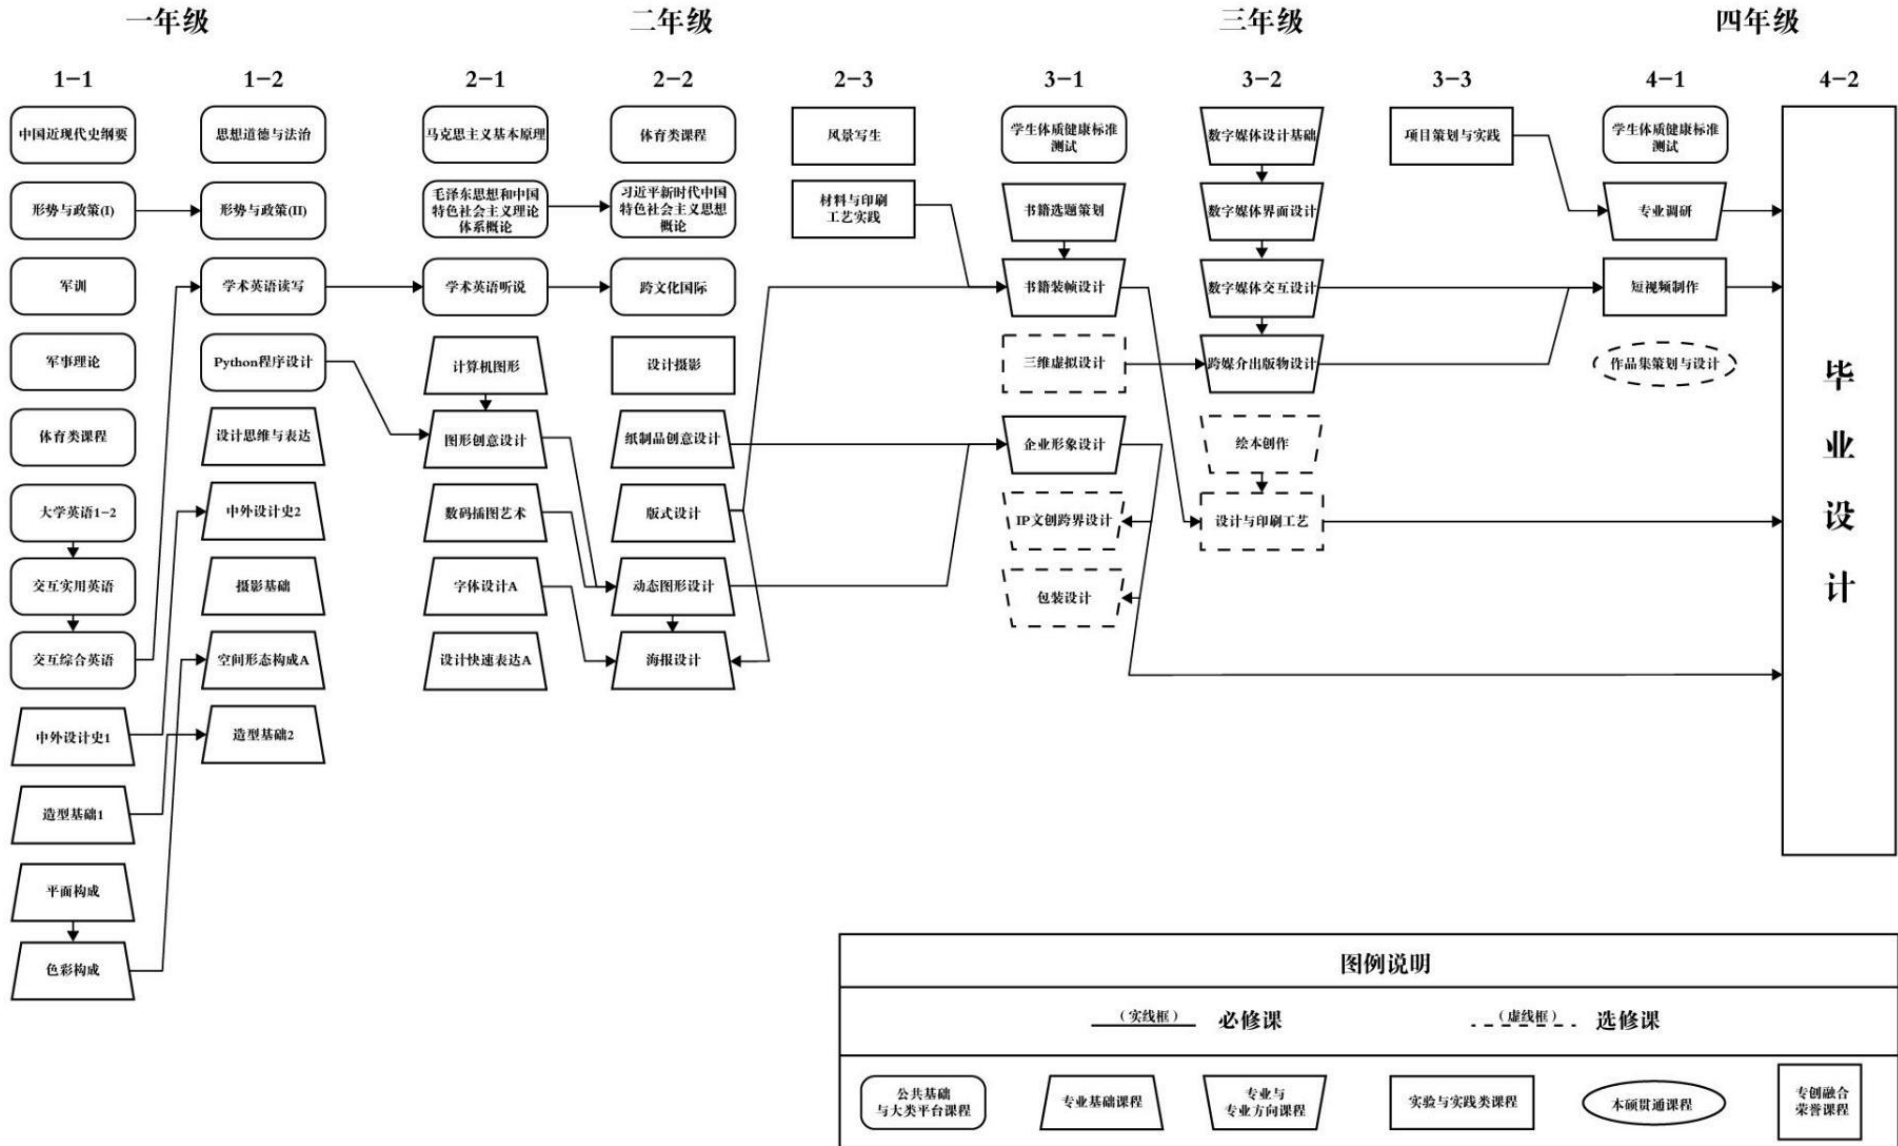 一年级
二年级
三年级
四年级
1-1
1-2
2-1
2-2
2-3
3-1
3-2
3-3
4-1
4-2
中国近现代史纲要
形势与政策(I)
军训
军事理论
体育类课程
大学英语1-2
交互实用英语
交互综合英语
中外设计史1
造型基础1
平面构成
色彩构成
思想道德与法治
形势与政策(II)
学术英语读写
Python程序设计
设计思维与表达
中外设计史2
摄影基础
空间形态构成A
造型基础2
马克思主义基本原理
毛泽东思想和中国
特色社会主义理论
体系概论
学术英语听说
计算机图形
图形创意设计
数码插图艺术
字体设计A
设计快速表达A
体育类课程
习近平新时代中国
特色社会主义思想
概论
跨文化国际
设计摄影
纸制品创意设计
版式设计
动态图形设计
海报设计
风景写生
材料与印刷
工艺实践
学生体质健康标准
测试
书籍选题策划
书籍装帧设计
三维虚拟设计
企业形象设计
IP文创跨界设计
包装设计
数字媒体设计基础
数字媒体界面设计
数字媒体交互设计
跨媒介出版物设计
绘本创作
设计与印刷工艺
项目策划与实践
学生体质健康标准
测试
专业调研
短视频制作
作品集策划与设计
毕
业
设
计
图例说明
（实线框）
必修课
（虚线框）
选修课
公共基础
与大类平台课程
专业基础课程
专业与
专业方向课程
实验与实践类课程
本硕贯通课程
专创融合
荣誉课程